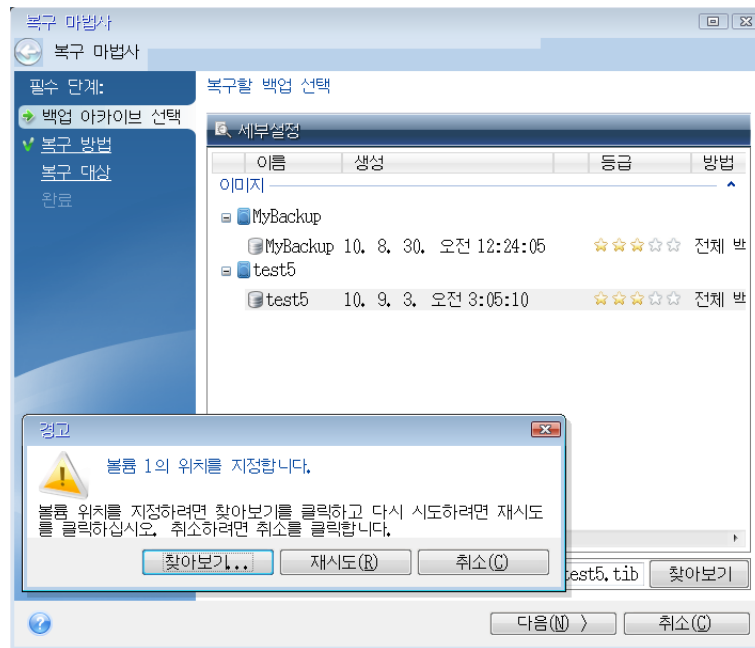 복구 마법사
복구 마법사
필수 단계:
백업 아카이브 선택
복구 방법
복구 대상
완료
복구할 백업 선택
세부설정
이름 생성 등급 방법
이미지
MyBackup
MyBackup 10. 8. 30. 오전 12:24:05 전체 백
test5
test5 10. 9. 3. 오전 3:05:10 전체 백
경고
볼륨 1의 위치를 지정합니다.
볼륨 위치를 지정하려면 찾아보기를 클릭하고 다시 시도하려면 재시도
를 클릭하십시오. 취소하려면 취소를 클릭합니다.
찾아보기... 재시도(R) 취소(C)
test5.tib 찾아보기
다음(N) 〉 취소(C)